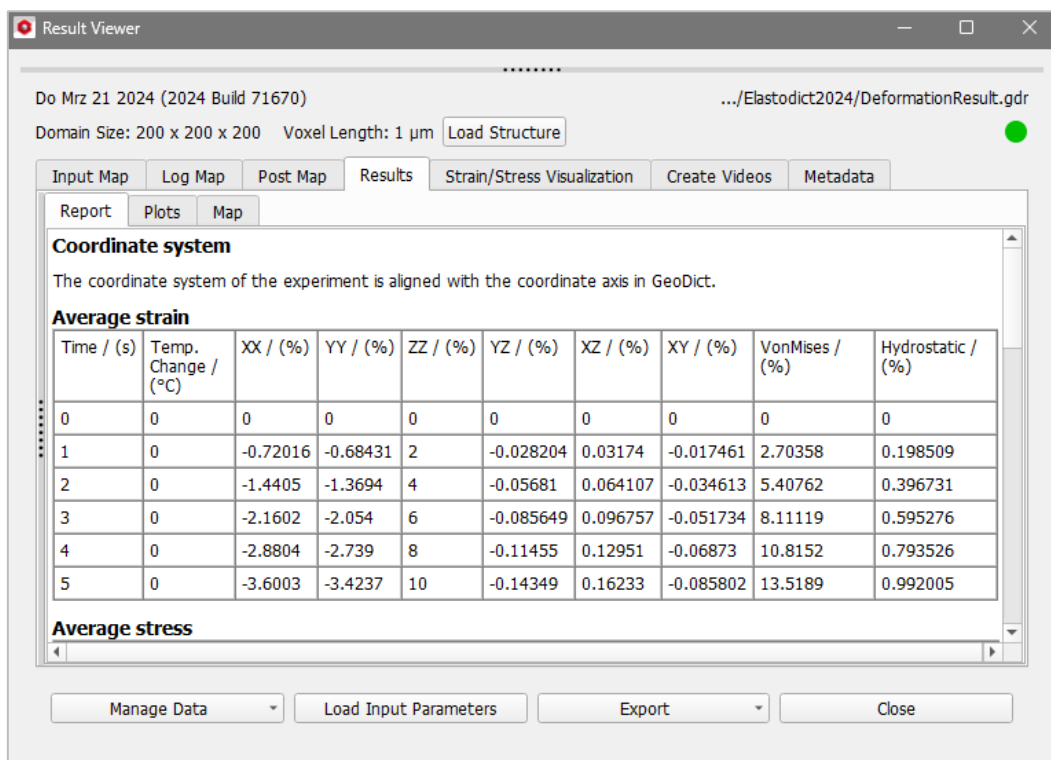 Result Viewer
Do Mrz 21 2024 (2024 Build 71670) .../Elastodict2024/DeformationResult.gdr
Domain Size: 200 x 200 x 200 Voxel Length: 1 µm Load Structure
Input Map Log Map Post Map Results Strain/Stress Visualization Create Videos Metadata
Report Plots Map
Coordinate system
The coordinate system of the experiment is aligned with the coordinate axis in GeoDict.
Average strain
Time / (s) Temp. XX / (%) YY / (%) ZZ / (%) YZ / (%) XZ / (%) XY / (%) VonMises / Hydrostatic /
Change / (%) (%)
(°C)
0 0 0 0 0 0 0 0 0 0
1 0 -0.72016 -0.68431 2 -0.028204 0.03174 -0.017461 2.70358 0.198509
2 0 -1.4405 -1.3694 4 -0.05681 0.064107 -0.034613 5.40762 0.396731
3 0 -2.1602 -2.054 6 -0.085649 0.096757 -0.051734 8.11119 0.595276
4 0 -2.8804 -2.739 8 -0.11455 0.12951 -0.06873 10.8152 0.793526
5 0 -3.6003 -3.4237 10 -0.14349 0.16233 -0.085802 13.5189 0.992005
Average stress
Manage Data Load Input Parameters Export Close